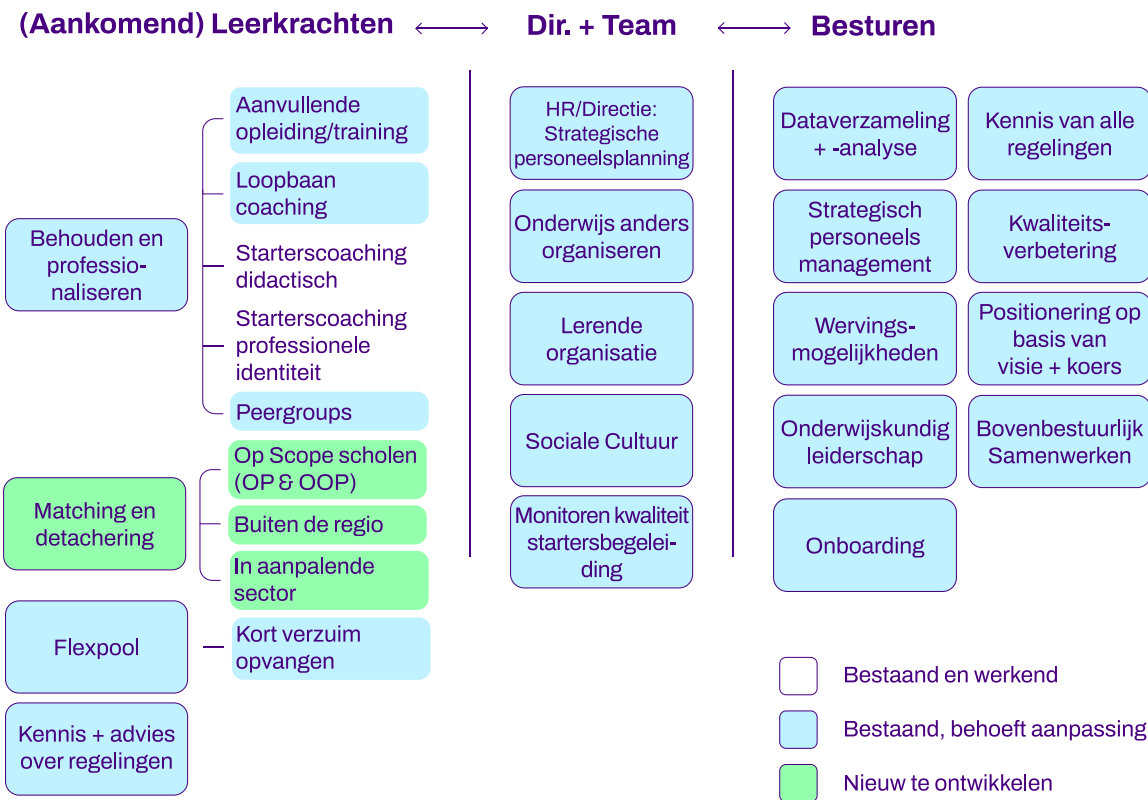 (Aankomend) Leerkrachten
Dir. + Team
Besturen
Behouden en
professio-
naliseren
Aanvullende
opleiding/training
Loopbaan
coaching
Starterscoaching
didactisch
Starterscoaching
professionele
identiteit
Peergroups
Matching en
detachering
Op Scope scholen
(OP & OOP)
Buiten de regio
In aanpalende
sector
Flexpool
Kort verzuim
opvangen
Kennis + advies
over regelingen
HR/Directie:
Strategische
personeelsplanning
Onderwijs anders
organiseren
Lerende
organisatie
Sociale Cultuur
Monitoren kwaliteit
startersbegelei-
ding
Dataverzameling
+ -analyse
Kennis van alle
regelingen
Strategisch
personeels
management
Kwaliteits-
verbetering
Wervings-
mogelijkheden
Positionering op
basis van
visie + koers
Onderwijskundig
leiderschap
Bovenbestuurlijk
Samenwerken
Onboarding
Bestaand en werkend
Bestaand, behoeft aanpassing
Nieuw te ontwikkelen